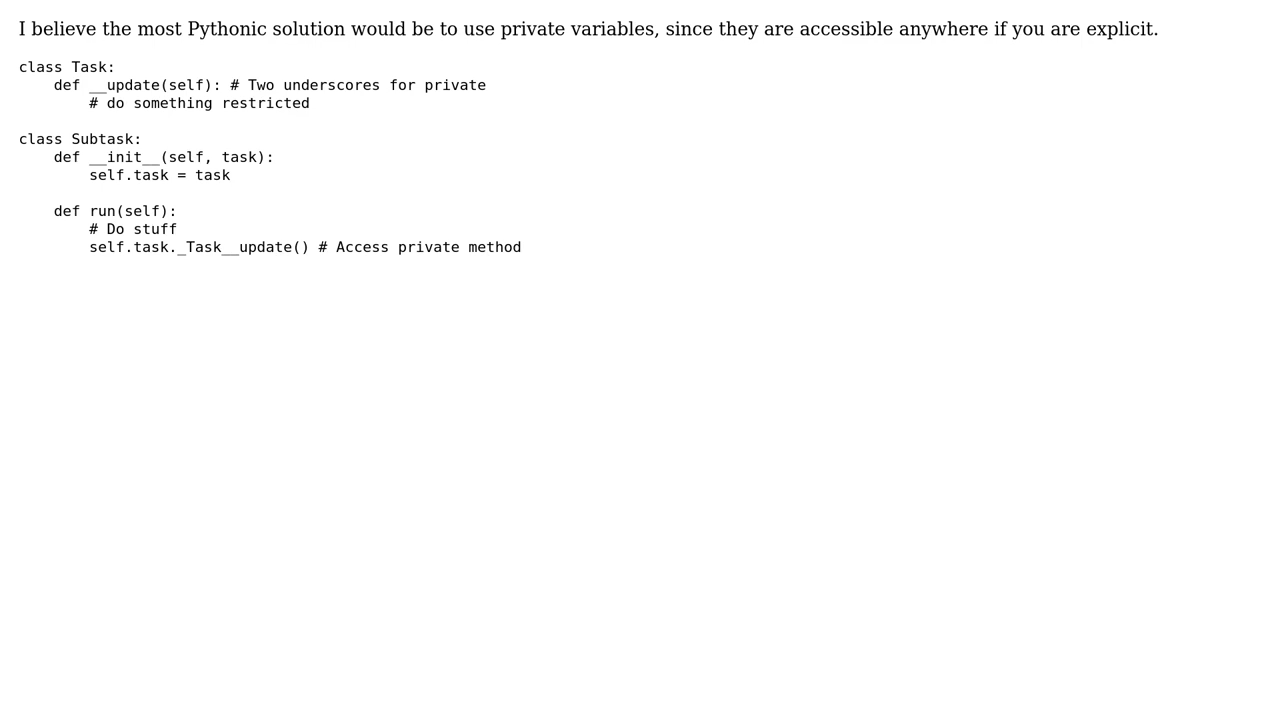 I believe the most Pythonic solution would be to use private variables, since they are accessible anywhere if you are explicit.
class Task:
    def __update(self): # Two underscores for private
        # do something restricted

class Subtask:
    def __init__(self, task):
        self.task = task

    def run(self):
        # Do stuff
        self.task._Task__update() # Access private method